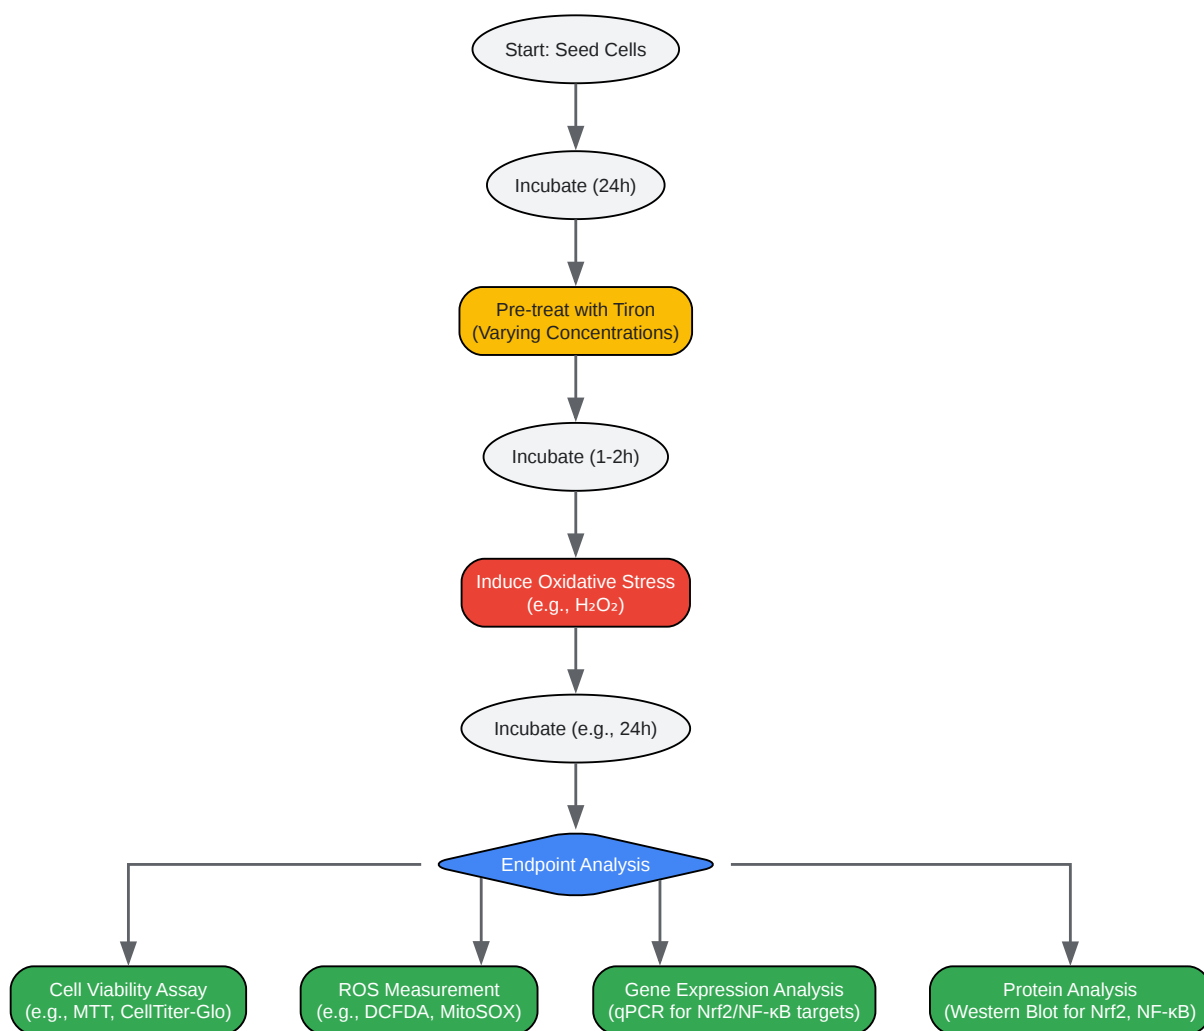 Start: Seed Cells
Incubate (24h)
Pre-treat with Tiron
(Varying Concentrations)
Incubate (1-2h)
Induce Oxidative Stress
(e.g., H₂O₂)
Incubate (e.g., 24h)
Endpoint Analysis
Cell Viability Assay
(e.g., MTT, CellTiter-Glo)
ROS Measurement
(e.g., DCFDA, MitoSOX)
Gene Expression Analysis
(qPCR for Nrf2/NF-κB targets)
Protein Analysis
(Western Blot for Nrf2, NF-κB)